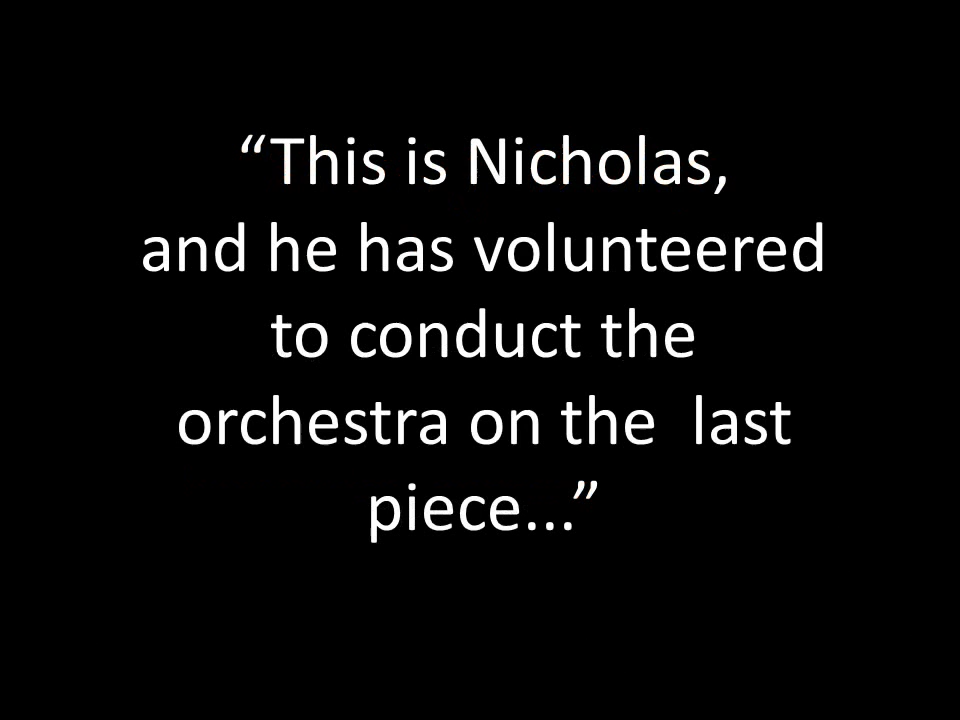 “This is Nicholas,
and he has volunteered
to conduct the
orchestra on the  last
piece...”